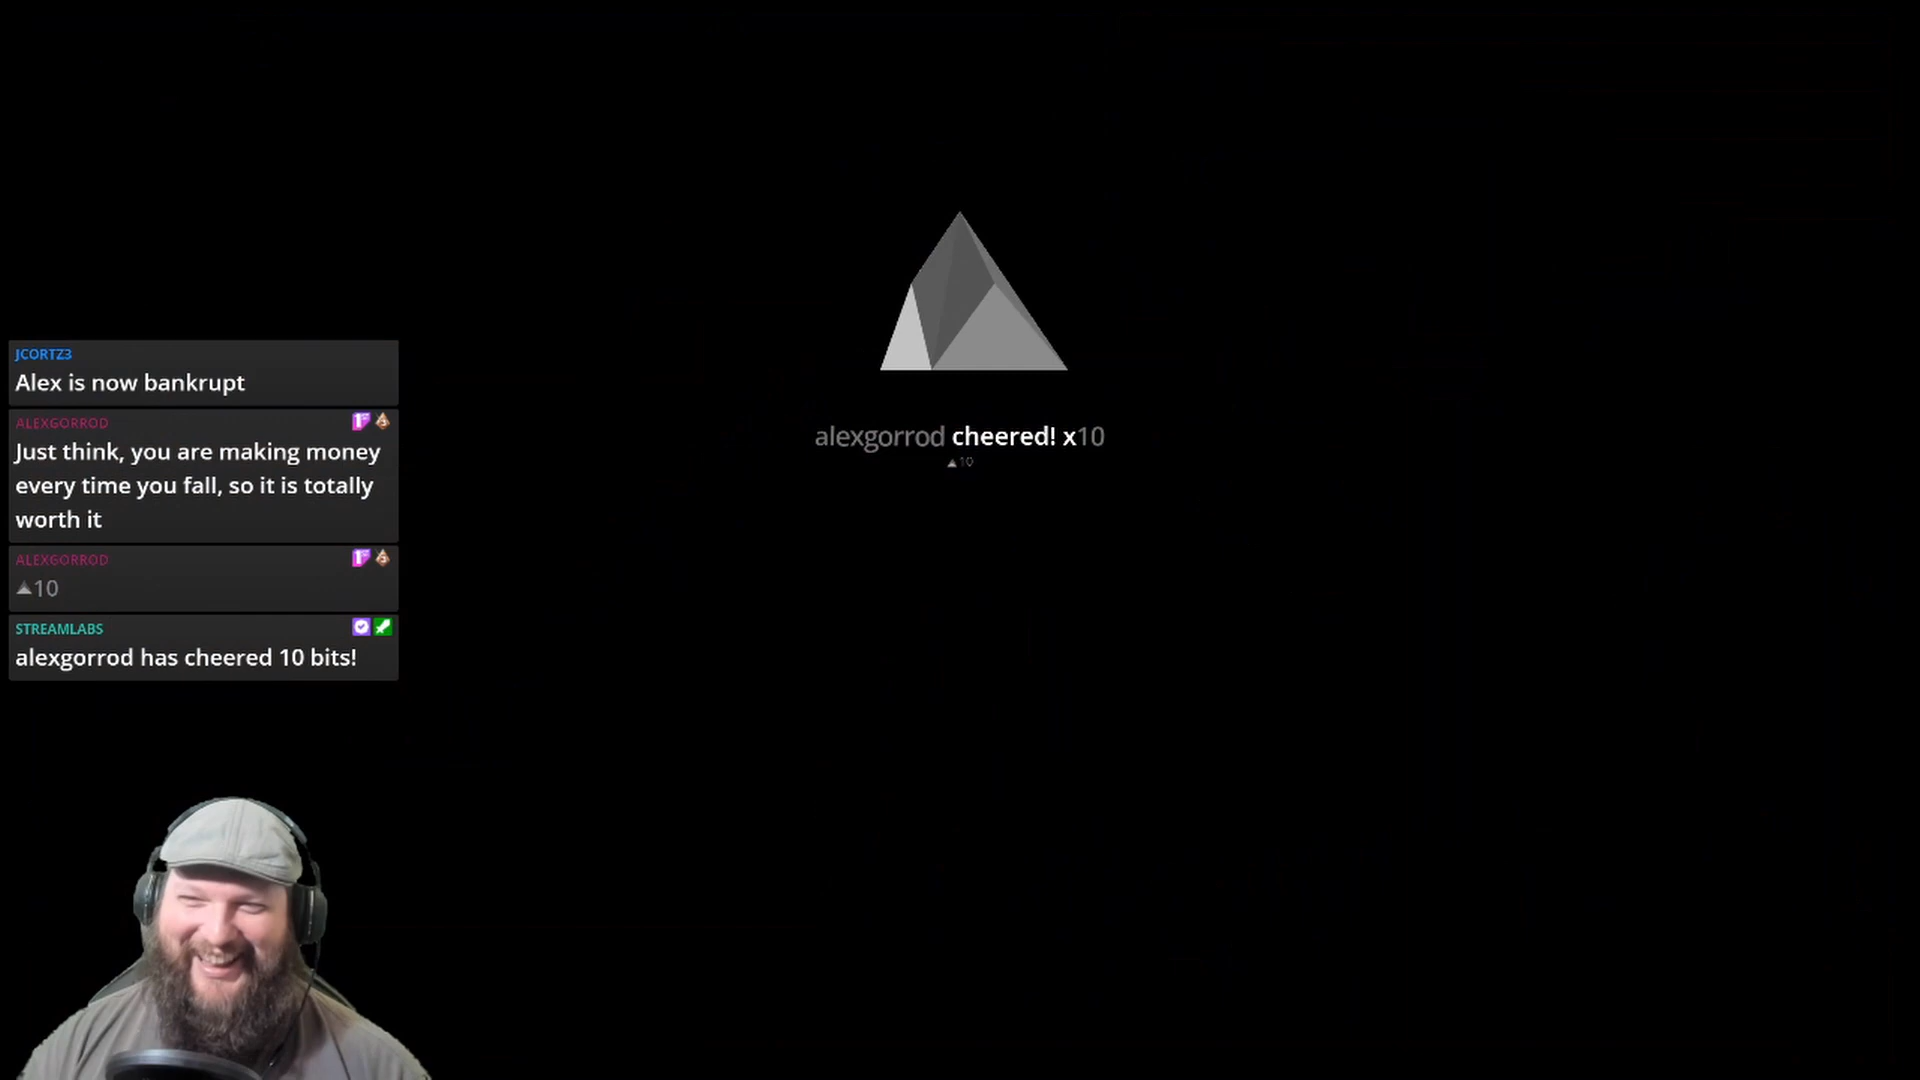 JCORTZ3
Alex is now bankrupt
ALEXGORROD
Just think, you are making money
every time you fall, so it is totally
worth it
ALEXGORROD
10
STREAMLABS
alexgorrod has cheered 10 bits!
alexgorrod cheered! x10
10